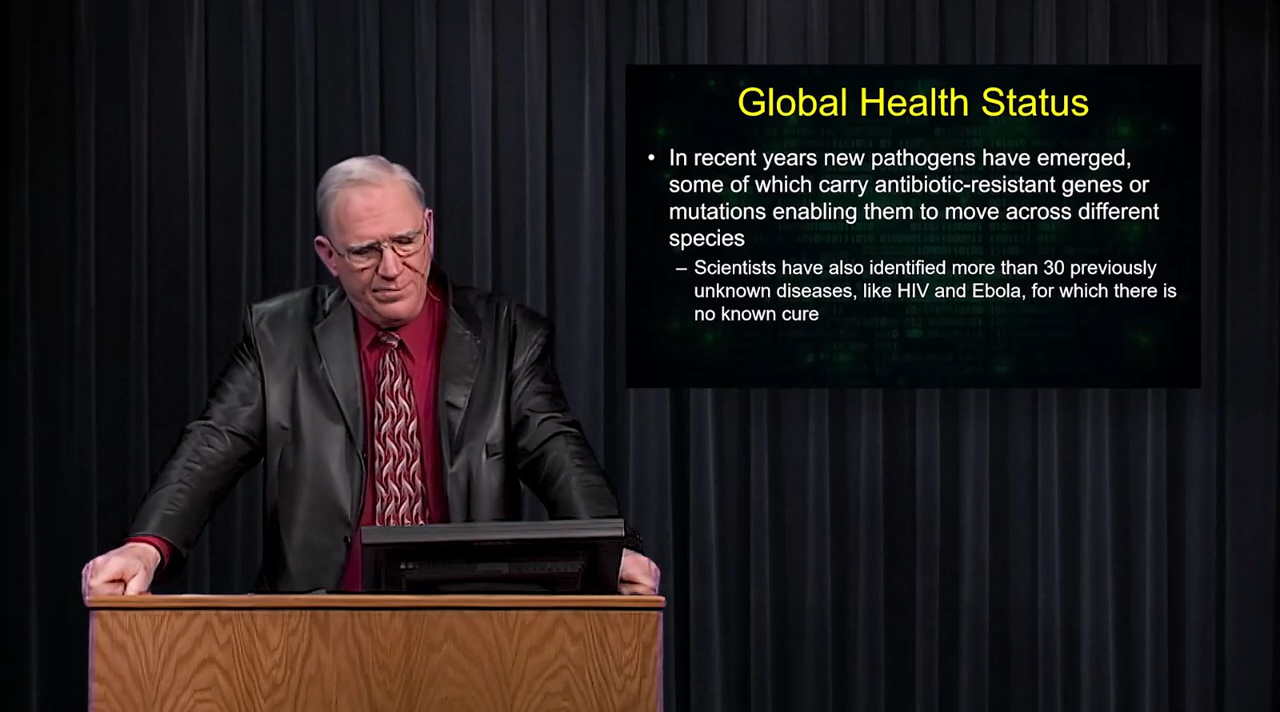 Global Health Status
• In recent years new pathogens have emerged,
some of which carry antibiotic-resistant genes or
mutations enabling them to move across different
species
– Scientists have also identified more than 30 previously
unknown diseases, like HIV and Ebola, for which there is
no known cure